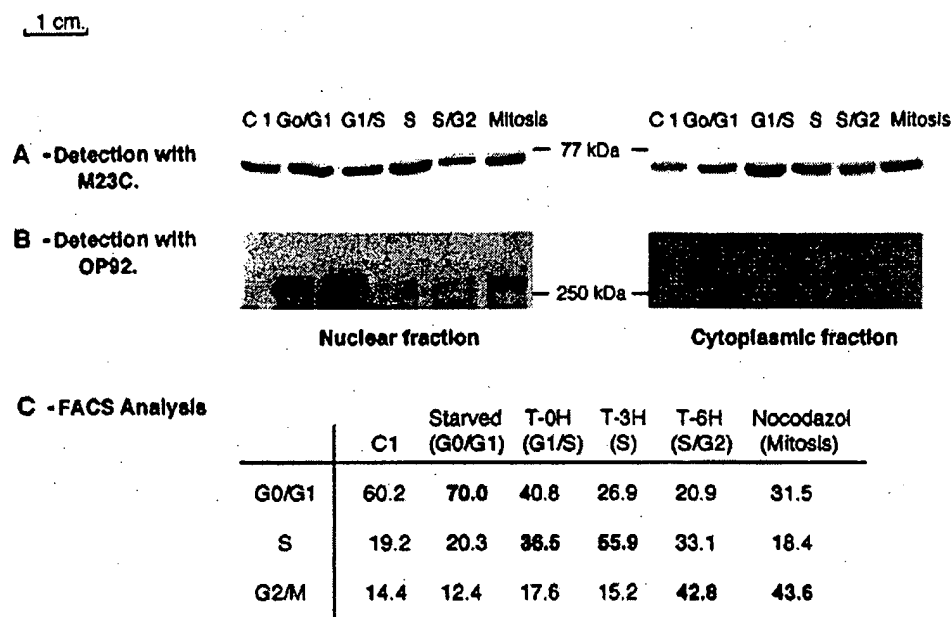 1 cm.
C 1 Go/G1 G1/S S S/G2 Mitosis
C 1 Go/G1 G1/S S S/G2 Mitosis
A - Detection with M23C.
77 kDa
B - Detection with OP92.
250 kDa
Nuclear fraction
Cytoplasmic fraction
C - FACS Analysis
C1 Starved (G0/G1) T-0H (G1/S) T-3H (S) T-6H (S/G2) Nocodazol (Mitosis)
G0/G1 60.2 70.0 40.8 26.9 20.9 31.5
S 19.2 20.3 36.5 55.9 33.1 18.4
G2/M 14.4 12.4 17.6 15.2 42.8 43.6